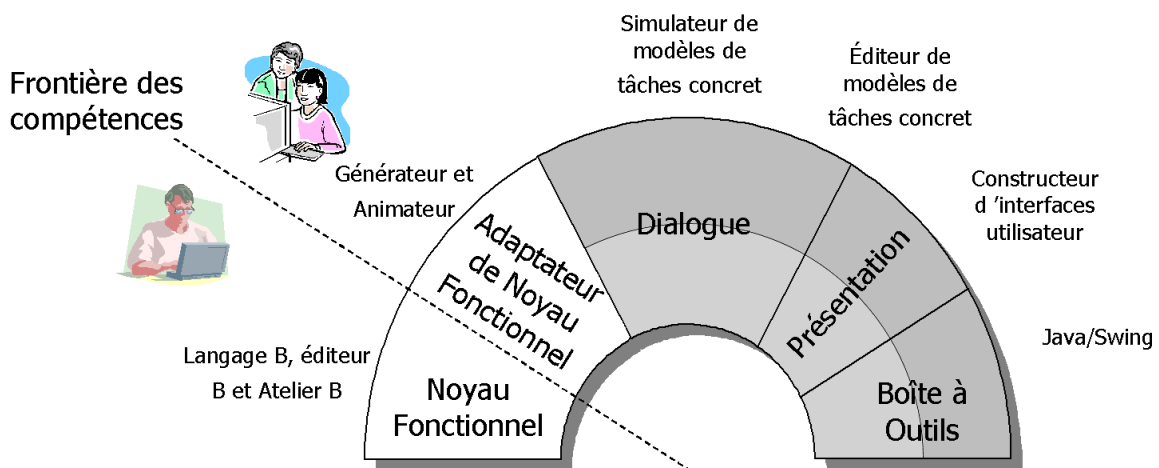 Frontière des
compétences
Simulateur de
modèles de
tâches concret
Éditeur de
modèles de
tâches concret
Générateur et
Animateur
Constructeur
d ’interfaces
utilisateur
Adaptateur
de Noyau
Fonctionnel
Dialogue
Présentation
Java/Swing
Langage B, éditeur
B et Atelier B
Noyau
Fonctionnel
Boîte à
Outils